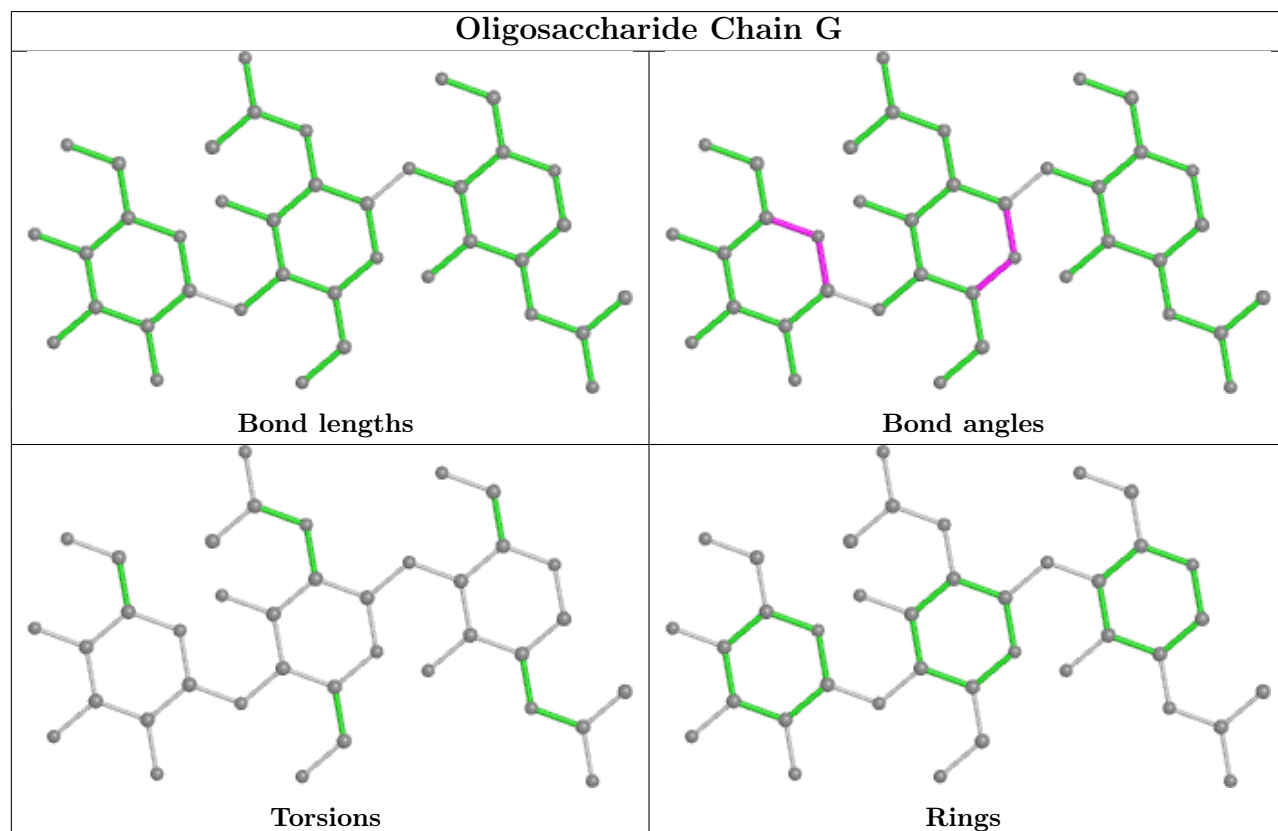 Oligosaccharide Chain G
Bond lengths
Bond angles
Torsions
Rings